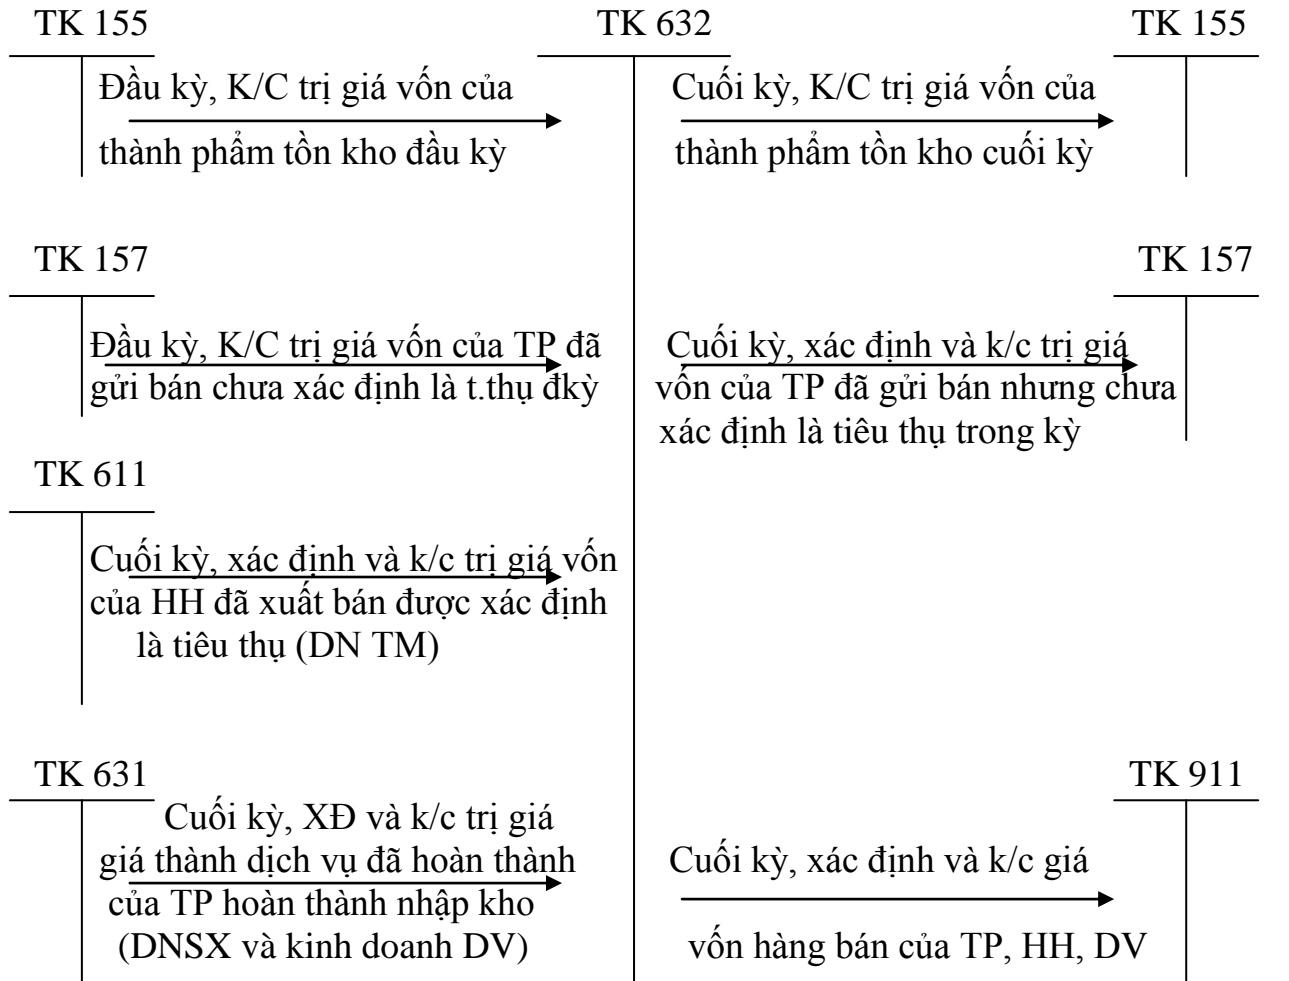 TK 155
TK 632
TK 155
Đầu kỳ, K/C trị giá vốn của
thành phẩm tồn kho đầu kỳ
Cuối kỳ, K/C trị giá vốn của
thành phẩm tồn kho cuối kỳ
TK 157
TK 157
Đầu kỳ, K/C trị giá vốn của TP đã
gửi bán chưa xác định là t.thụ đkỳ
Cuối kỳ, xác định và k/c trị giá
vốn của TP đã gửi bán nhưng chưa
xác định là tiêu thụ trong kỳ
TK 611
Cuối kỳ, xác định và k/c trị giá vốn
của HH đã xuất bán được xác định
là tiêu thụ (DN TM)
TK 631
TK 911
Cuối kỳ, XĐ và k/c trị giá
giá thành dịch vụ đã hoàn thành
của TP hoàn thành nhập kho
(DNSX và kinh doanh DV)
Cuối kỳ, xác định và k/c giá
vốn hàng bán của TP, HH, DV